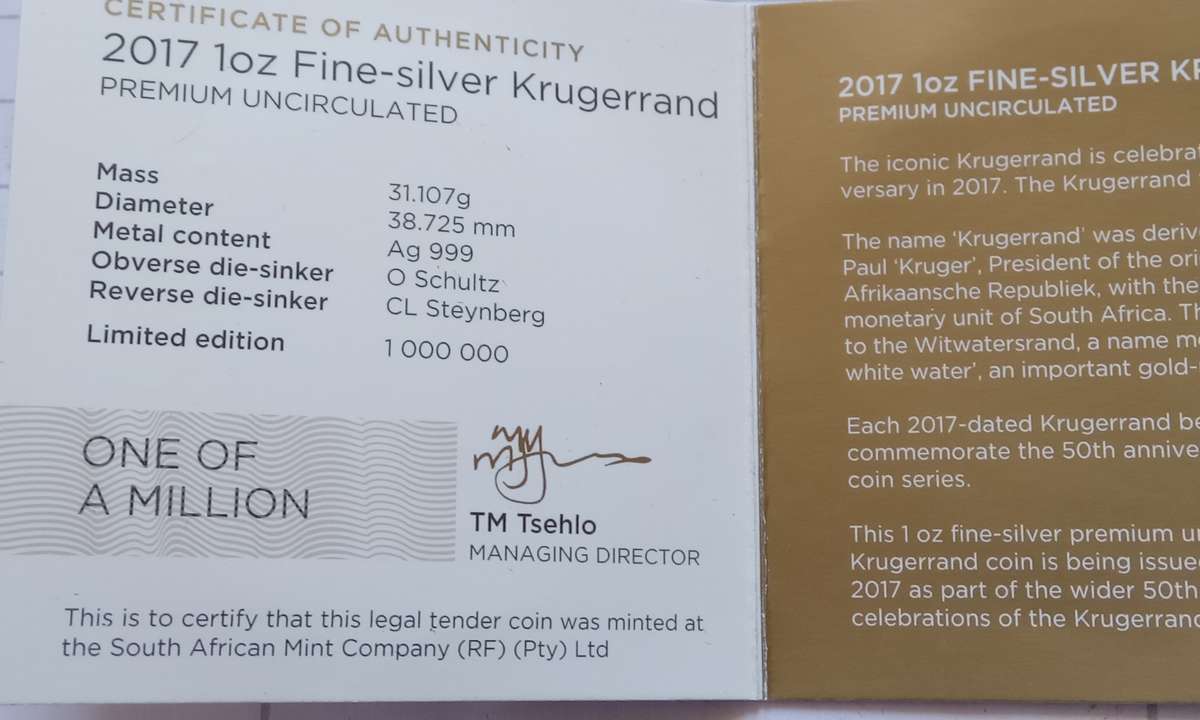 CERTIFICATE OF AUTHENTICITY
2017 1oz Fine-silver Krugerrand
PREMIUM UNCIRCULATED
Mass 31.107g
Diameter 38.725 mm
Metal content Ag 999
Obverse die-sinker O Schultz
Reverse die-sinker CL Steynberg
Limited edition 1 000 000
ONE OF
A MILLION
TM Tsehlo
MANAGING DIRECTOR
This is to certify that this legal tender coin was minted at
the South African Mint Company (RF) (Pty) Ltd
2017 1oz FINE-SILVER
PREMIUM UNCIRCULATED
The iconic Krugerrand is
versary in 2017. The Krugerrand
The name ‘Krugerrand’ was
Paul ‘Kruger’, President of the
Afrikaansche Republiek, with the
monetary unit of South Africa.
to the Witwatersrand, a name
white water’, an important
Each 2017-dated Krugerrand
commemorate the 50th
coin series.
This 1 oz fine-silver premium
Krugerrand coin is being
2017 as part of the wider 50th
celebrations of the